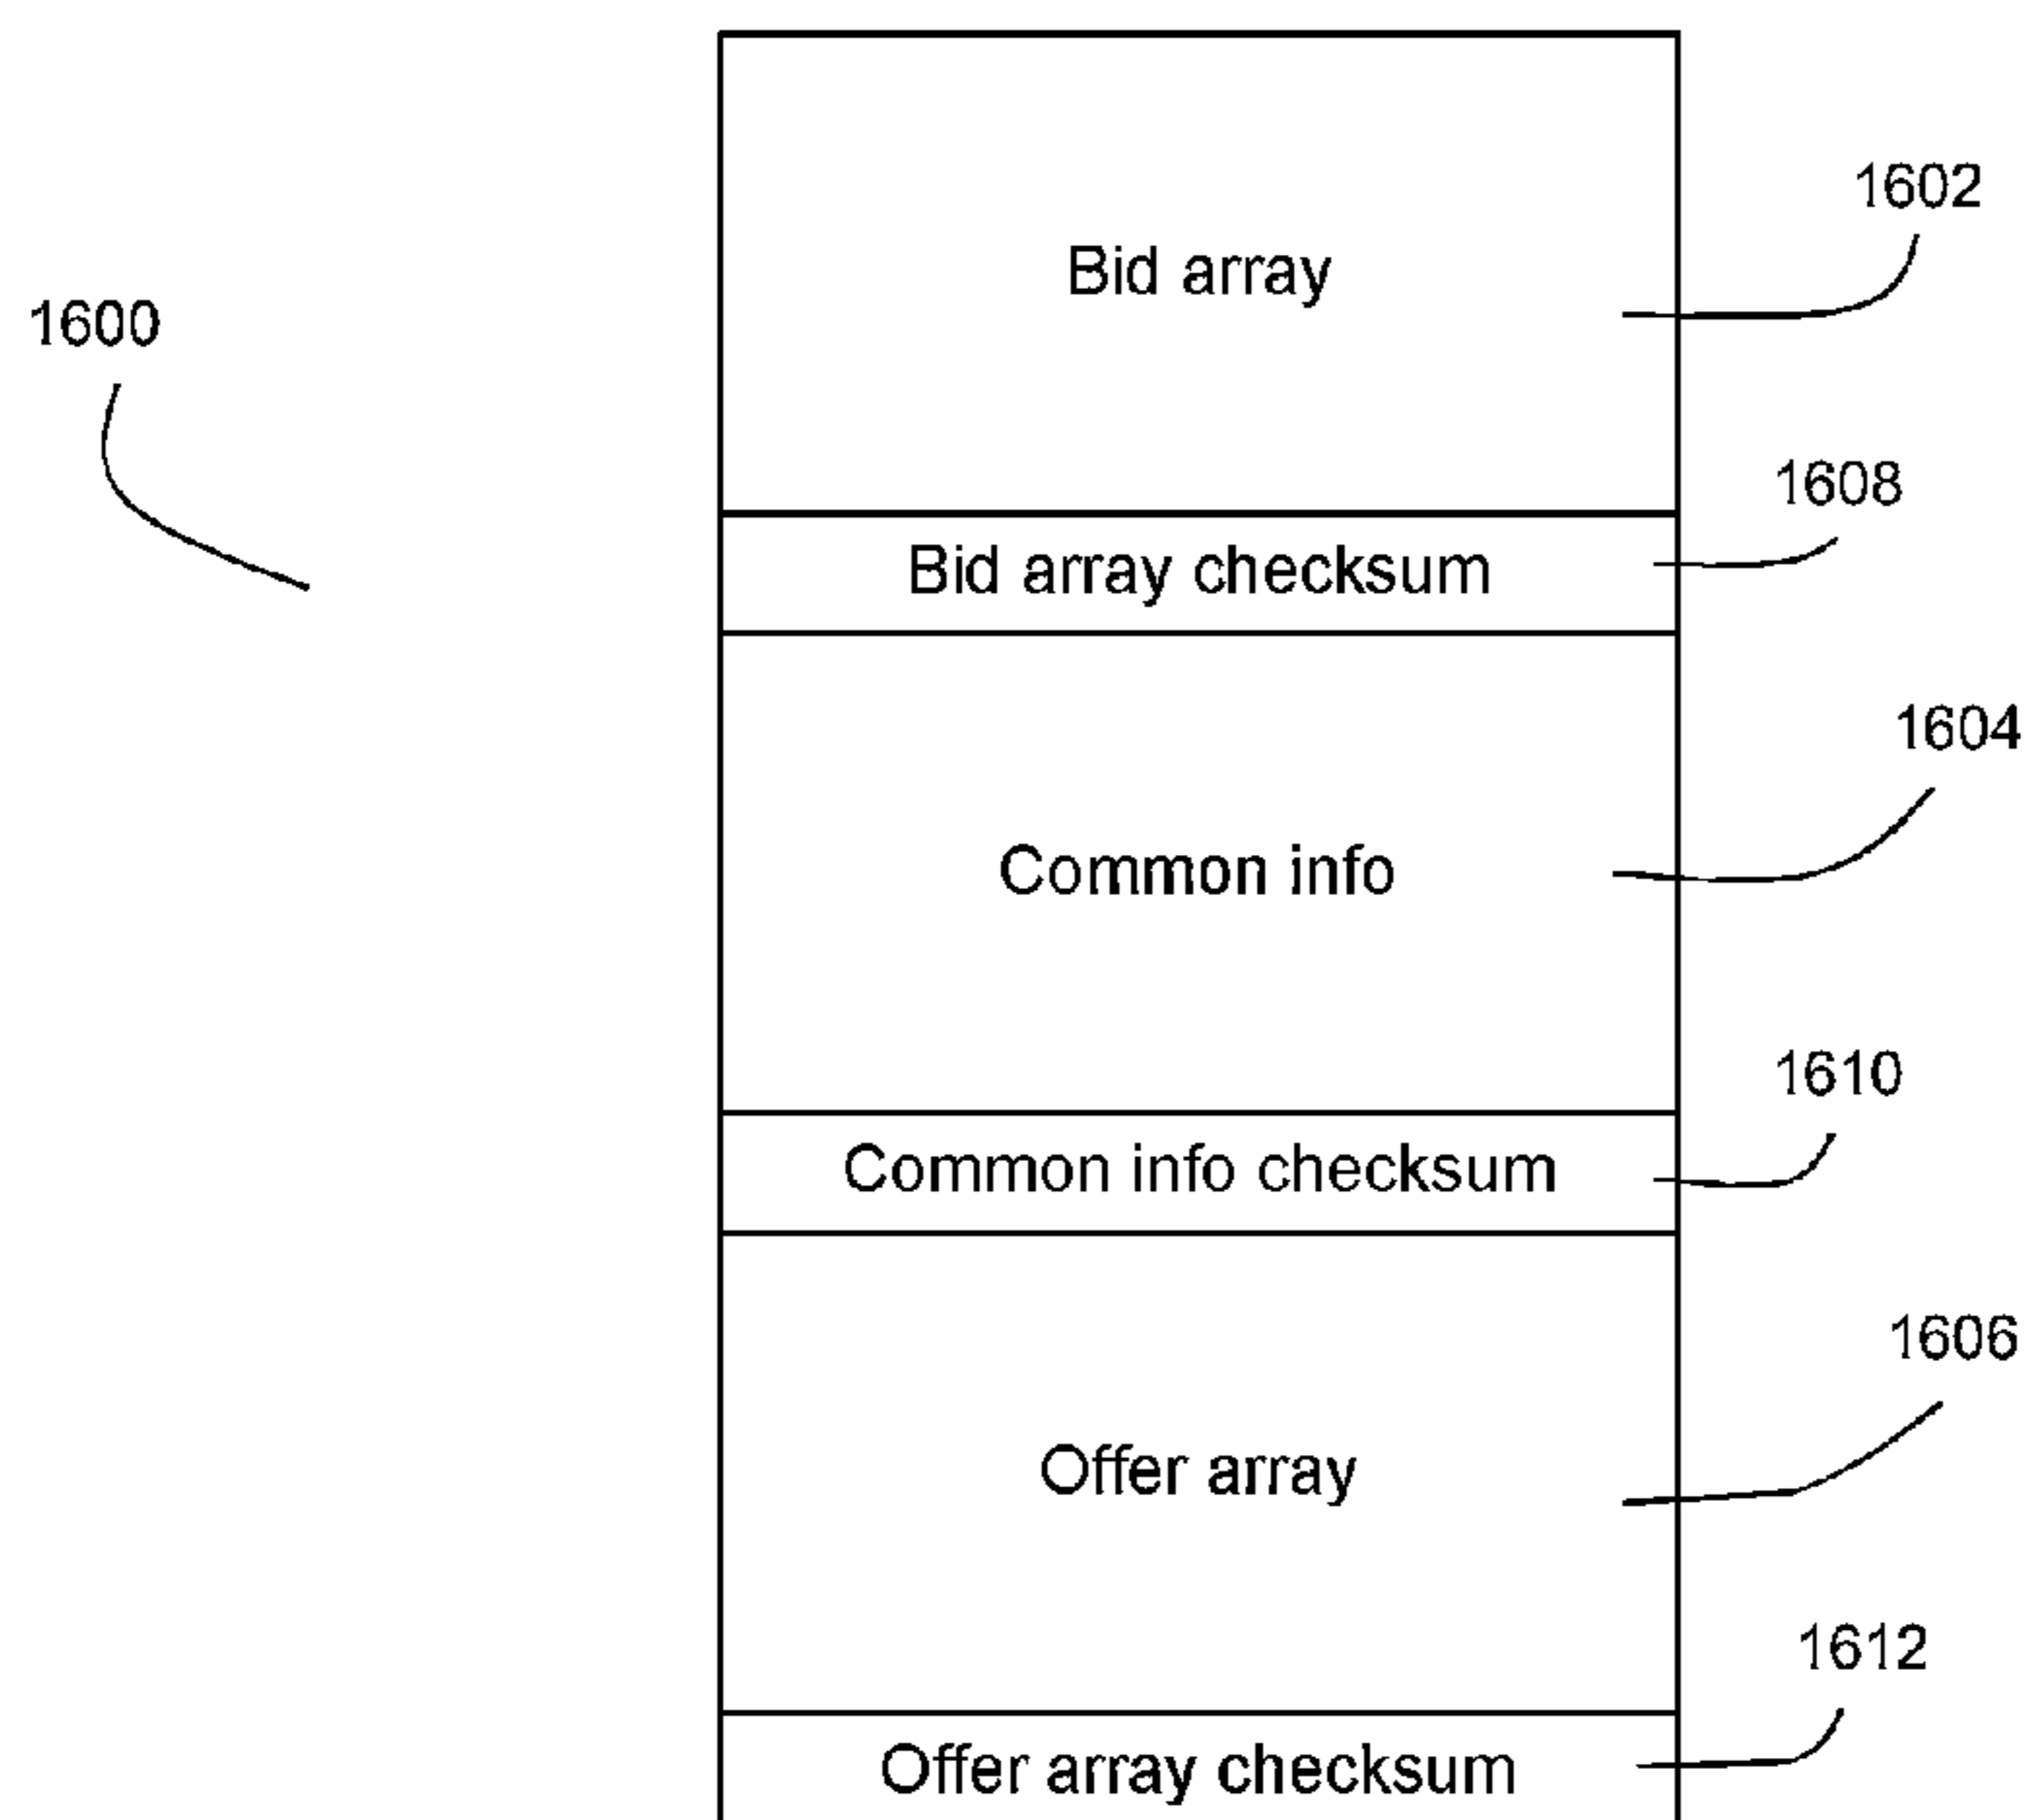 1602
Bid array
1600
1608
Bid array checksum
1604
Common info
1610
Common info checksum
1606
Offer array
1612
Offer array checksum